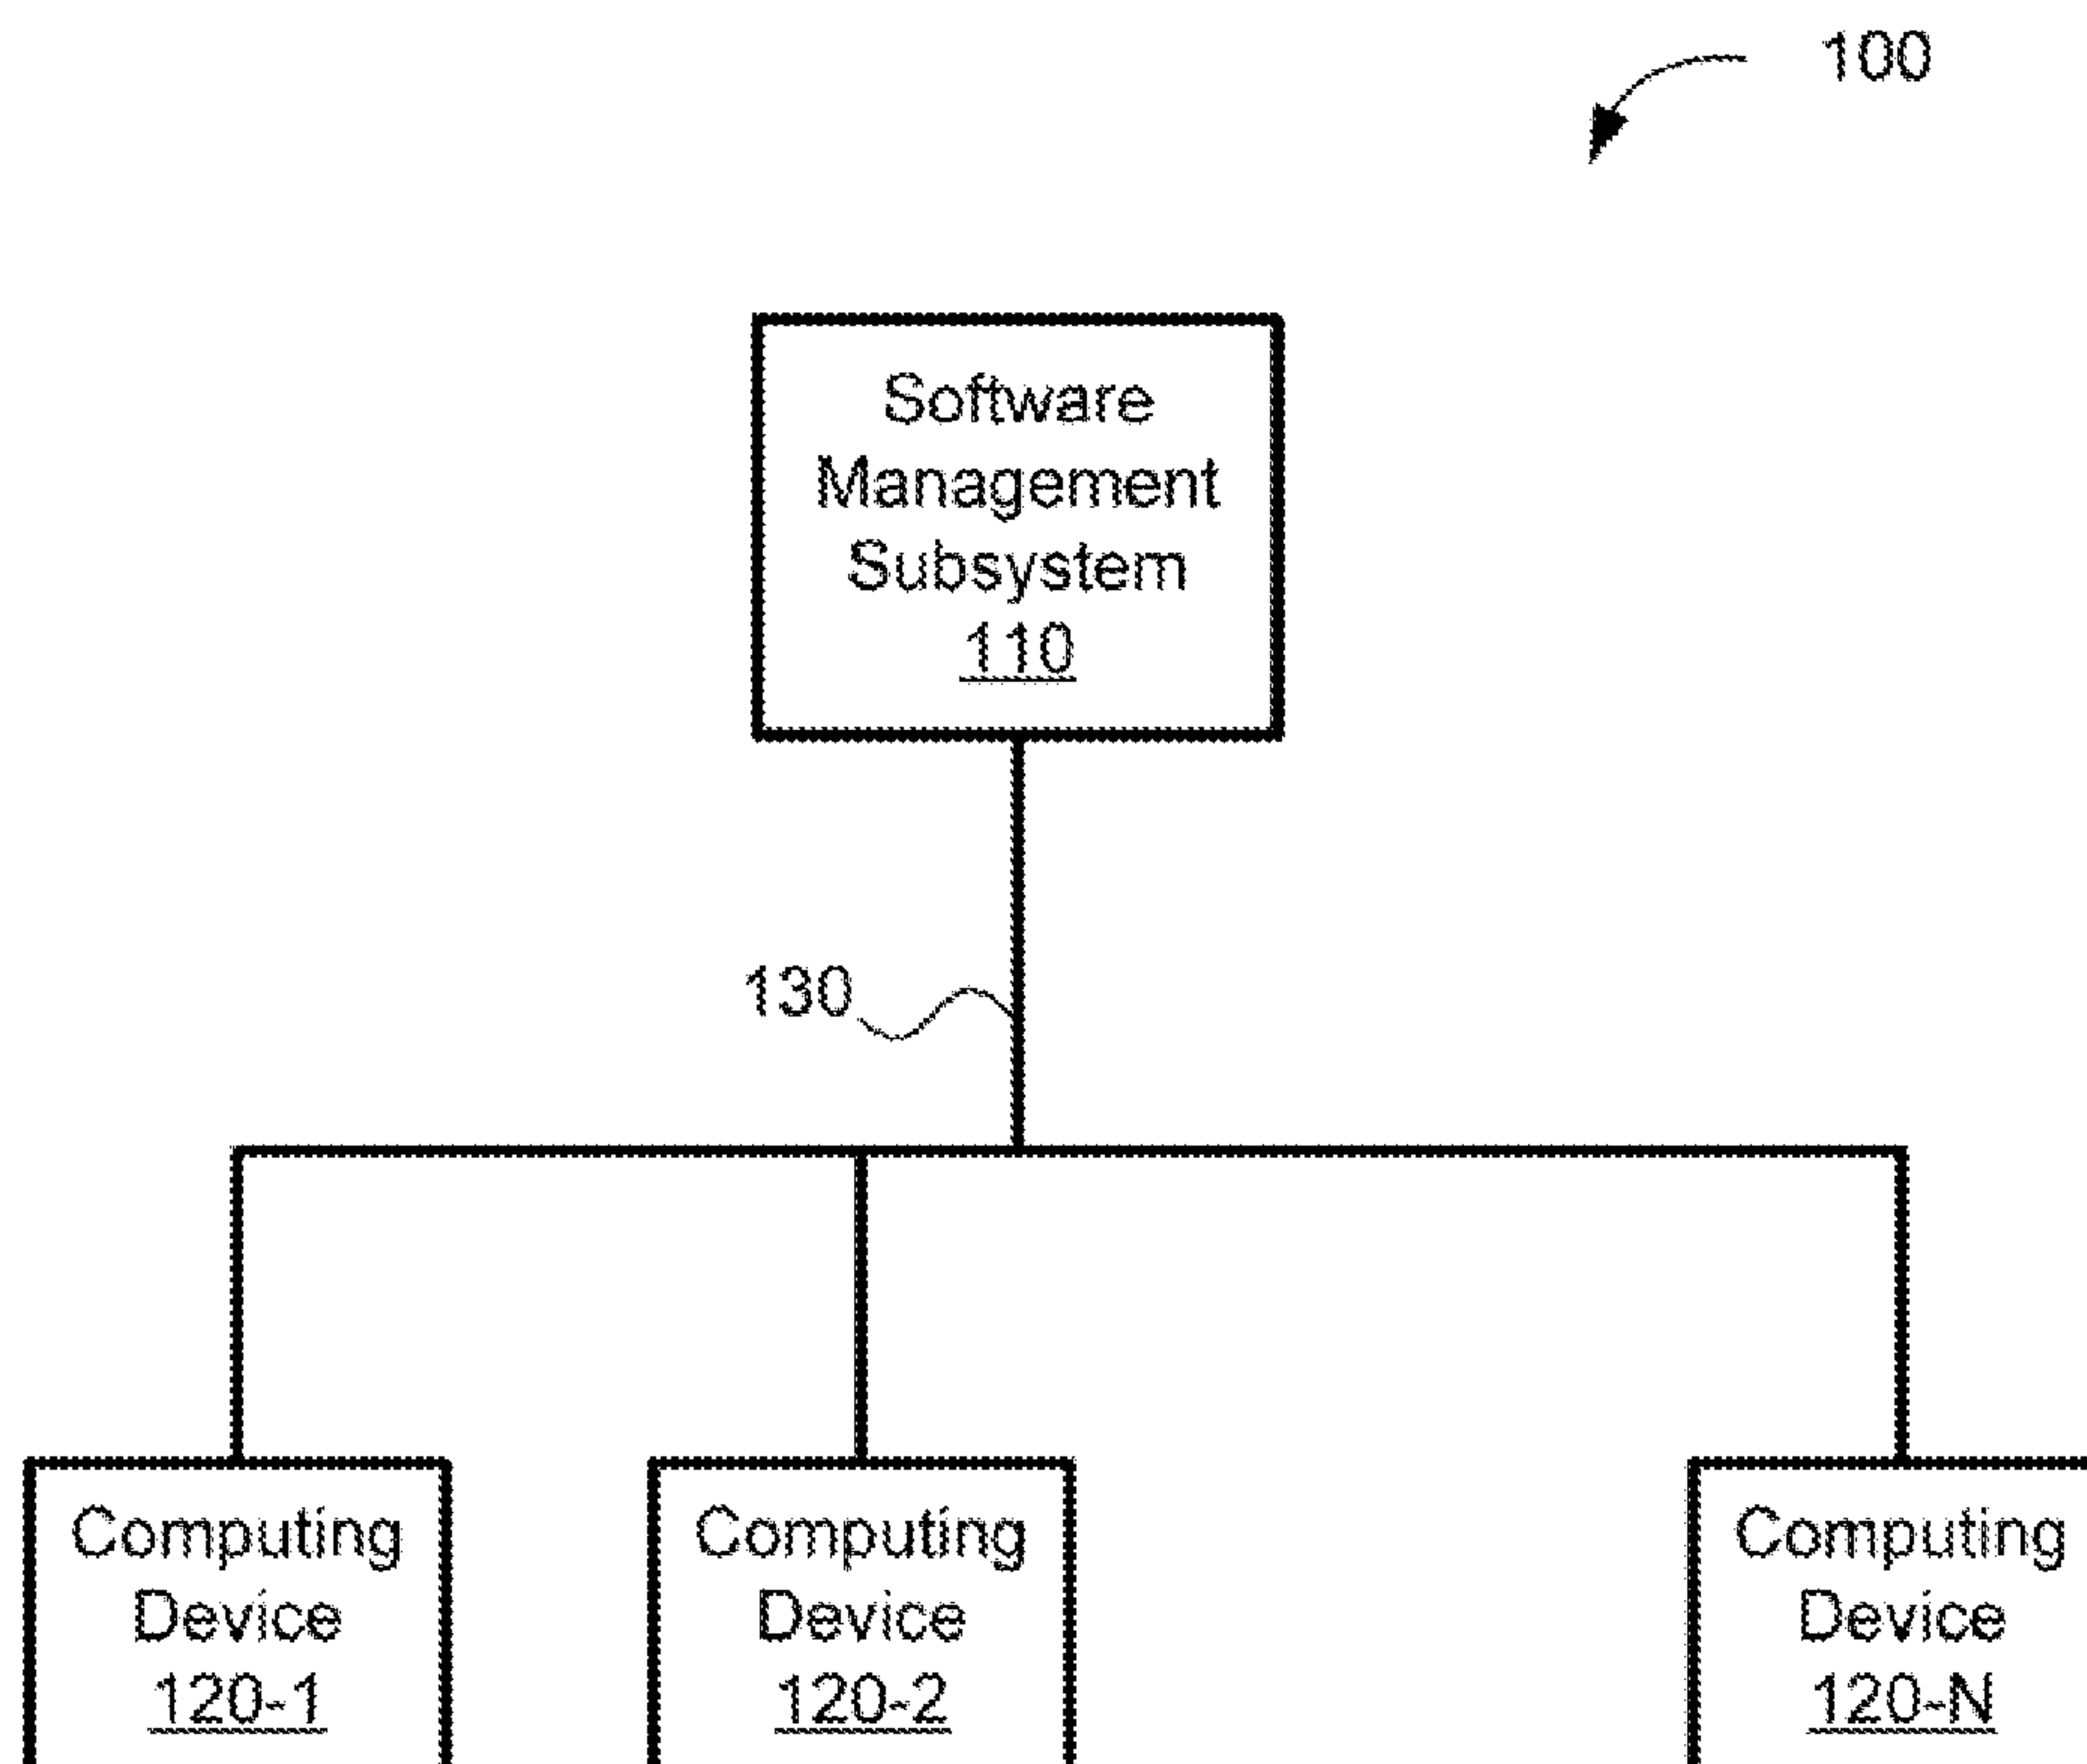 100
Software
Management
Subsystem
110
130
Computing
Device
120-1
Computing
Device
120-2
Computing
Device
120-N